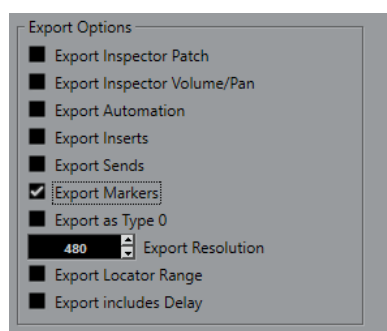 Export Options
Export Inspector Patch
Export Inspector Volume/Pan
Export Automation
Export Inserts
Export Sends
Export Markers
Export as Type 0
480 Export Resolution
Export Locator Range
Export includes Delay